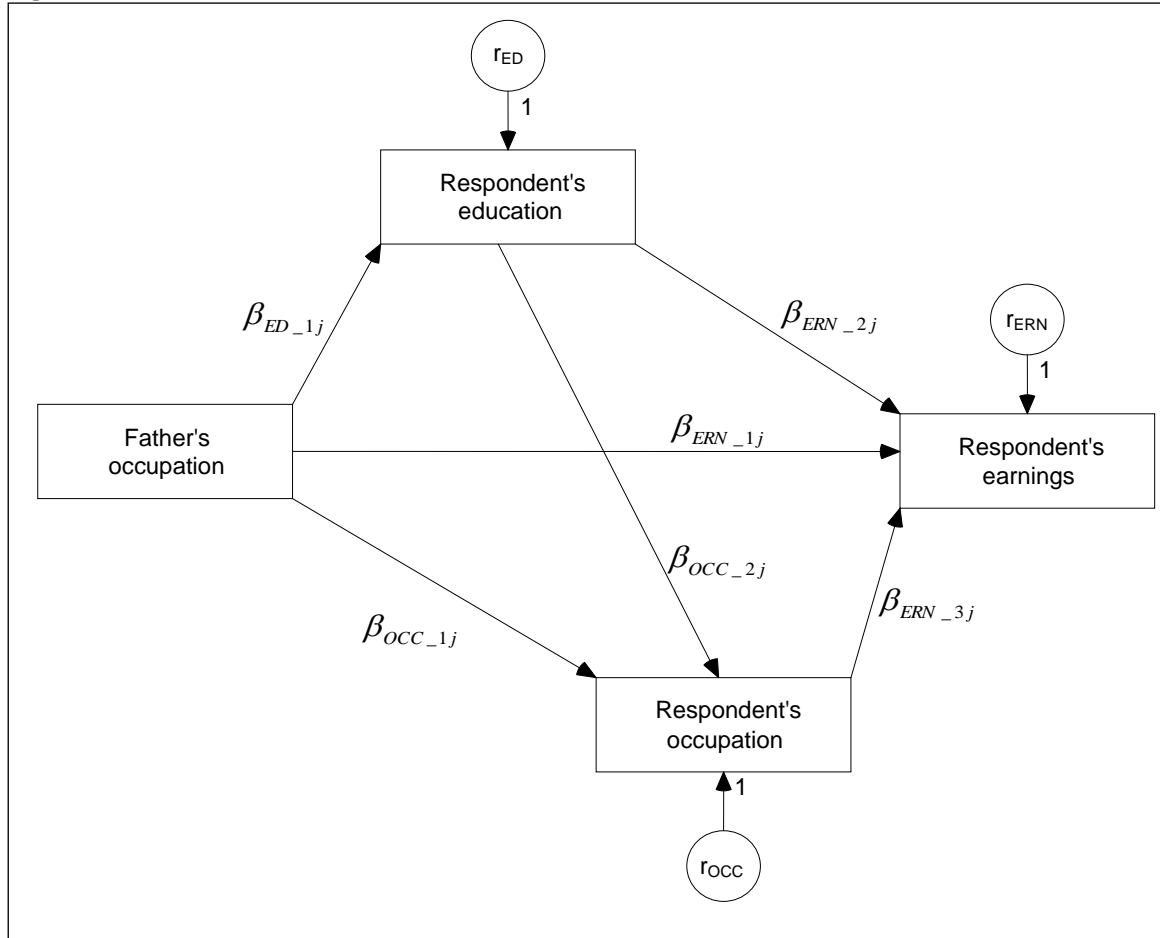 r_ED
1
Respondent's
education
β_ED_1j
β_ERN_2j
r_ERN
1
Father's
occupation
β_ERN_1j
Respondent's
earnings
β_OCC_2j
β_OCC_1j
β_ERN_3j
Respondent's
occupation
1
r_OCC